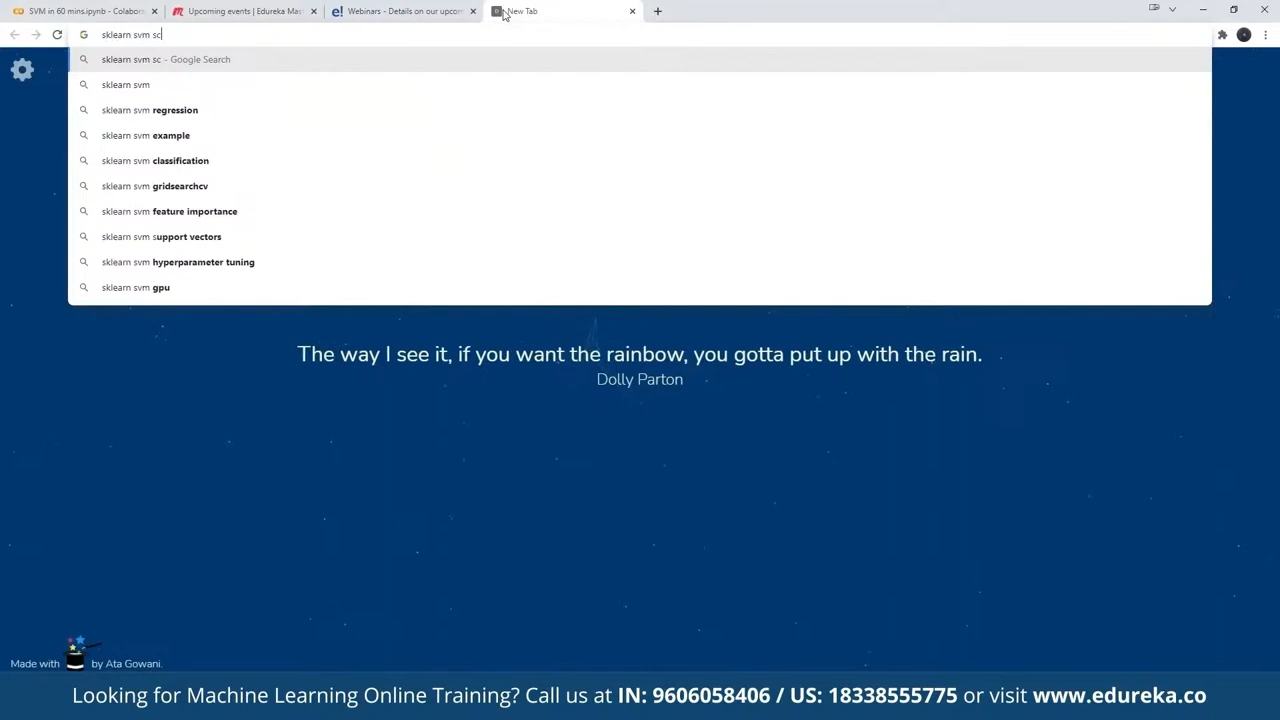 SVM in 60 mins.ipynb - Colabora
Upcoming events | Edureka Mas
Webinars - Details on our upcom
New Tab
sklearn svm sc
sklearn svm sc - Google Search
sklearn svm
sklearn svm regression
sklearn svm example
sklearn svm classification
sklearn svm gridsearchcv
sklearn svm feature importance
sklearn svm support vectors
sklearn svm hyperparameter tuning
sklearn svm gpu
The way I see it, if you want the rainbow, you gotta put up with the rain.
Dolly Parton
Made with by Ata Gowani.
Looking for Machine Learning Online Training? Call us at IN: 9606058406 / US: 18338555775 or visit www.edureka.co